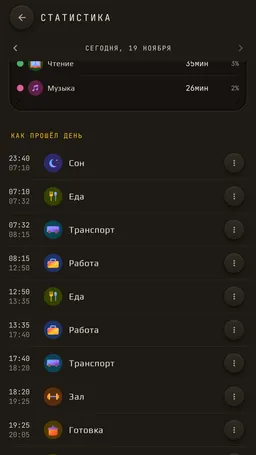 СТАТИСТИКА
СЕГОДНЯ, 19 НОЯБРЯ
Чтение 35мин 3%
Музыка 26мин 2%
КАК ПРОШЁЛ ДЕНЬ
23:40
07:10 Сон
07:10
07:32 Еда
07:32
08:15 Транспорт
08:15
12:50 Работа
12:50
13:35 Еда
13:35
17:40 Работа
17:40
18:20 Транспорт
18:20
19:25 Зал
19:25
20:05 Готовка